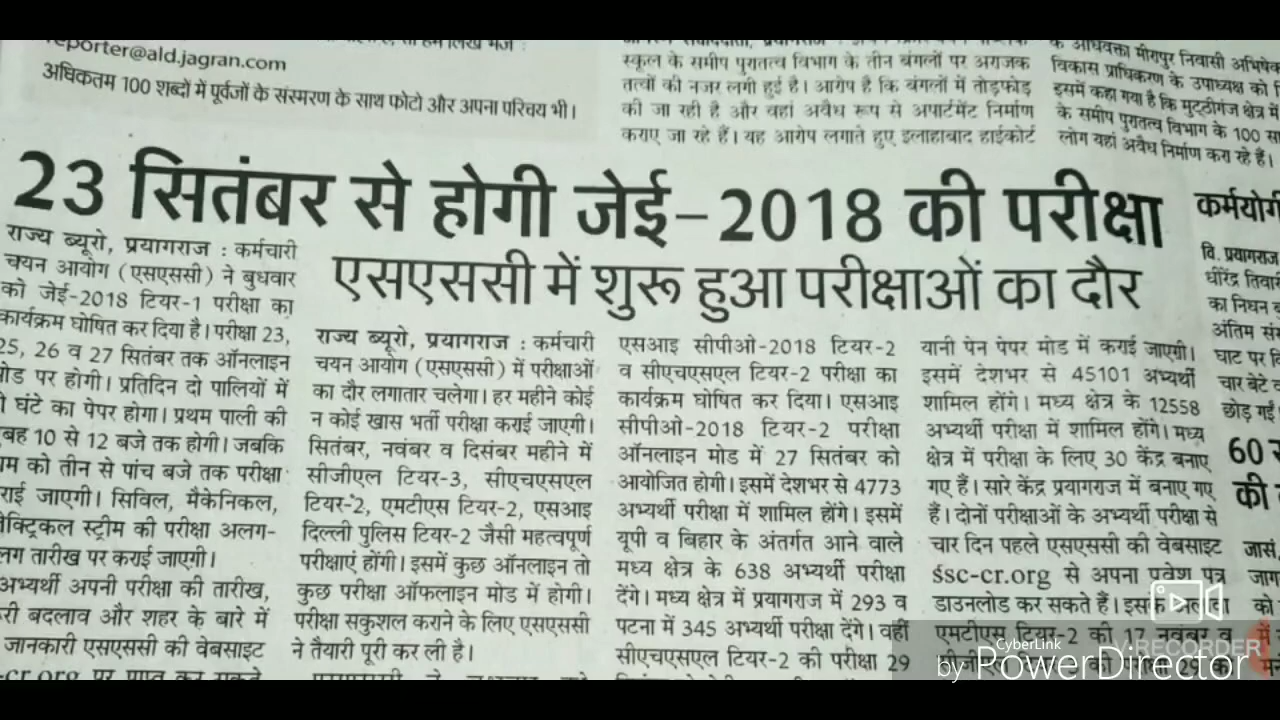 reporter@ald.jagran.com
अधिकतम 100 शब्दों में पूर्वजों के संस्मरण के साथ फोटो और अपना परिचय भी।
स्कूल के समीप पुरातत्व विभाग के तीन बंगलों पर अराजक
तत्वों की नजर लगी हुई है। आरोप है कि बंगलों में तोड़फोड़
की जा रही है और वहां अवैध रूप से अपार्टमेंट निर्माण
कराए जा रहे हैं। यह आरोप लगाते हुए इलाहाबाद हाईकोर्ट
के अधिवक्ता मीरापुर निवासी अभिषेक
विकास प्राधिकरण के उपाध्यक्ष को
इसमें कहा गया है कि मुट्ठीगंज क्षेत्र में
के समीप पुरातत्व विभाग के 100 सा
लोग यहां अवैध निर्माण करा रहे हैं।
23 सितंबर से होगी जेई-2018 की परीक्षा
राज्य ब्यूरो, प्रयागराज : कर्मचारी
चयन आयोग (एसएससी) ने बुधवार
को जेई-2018 टियर-1 परीक्षा का
कार्यक्रम घोषित कर दिया है। परीक्षा 23,
25, 26 व 27 सितंबर तक ऑनलाइन
मोड पर होगी। प्रतिदिन दो पालियों में
घंटे का पेपर होगा। प्रथम पाली की
बह 10 से 12 बजे तक होगी। जबकि
म को तीन से पांच बजे तक परीक्षा
राई जाएगी। सिविल, मैकेनिकल,
क्ट्रिकल स्ट्रीम की परीक्षा अलग-
लग तारीख पर कराई जाएगी।
अभ्यर्थी अपनी परीक्षा की तारीख,
री बदलाव और शहर के बारे में
जानकारी एसएससी की वेबसाइट
-cr.org पर प्राप्त कर सकते
एसएससी में शुरू हुआ परीक्षाओं का दौर
राज्य ब्यूरो, प्रयागराज : कर्मचारी
चयन आयोग (एसएससी) में परीक्षाओं
का दौर लगातार चलेगा। हर महीने कोई
न कोई खास भर्ती परीक्षा कराई जाएगी।
सितंबर, नवंबर व दिसंबर महीने में
सीजीएल टियर-3, सीएचएसएल
टियर-2, एमटीएस टियर-2, एसआइ
दिल्ली पुलिस टियर-2 जैसी महत्वपूर्ण
परीक्षाएं होंगी। इसमें कुछ ऑनलाइन तो
कुछ परीक्षा ऑफलाइन मोड में होगी।
परीक्षा सकुशल कराने के लिए एसएससी
ने तैयारी पूरी कर ली है।
एसआइ सीपीओ-2018 टियर-2
व सीएचएसएल टियर-2 परीक्षा का
कार्यक्रम घोषित कर दिया। एसआइ
सीपीओ-2018 टियर-2 परीक्षा
ऑनलाइन मोड में 27 सितंबर को
आयोजित होगी। इसमें देशभर से 4773
अभ्यर्थी परीक्षा में शामिल होंगे। इसमें
यूपी व बिहार के अंतर्गत आने वाले
मध्य क्षेत्र के 638 अभ्यर्थी परीक्षा
देंगे। मध्य क्षेत्र में प्रयागराज में 293 व
पटना में 345 अभ्यर्थी परीक्षा देंगे। वहीं
सीएचएसएल टियर-2 की परीक्षा 29
यानी पेन पेपर मोड में कराई जाएगी।
इसमें देशभर से 45101 अभ्यर्थी
शामिल होंगे। मध्य क्षेत्र के 12558
अभ्यर्थी परीक्षा में शामिल होंगे। मध्य
क्षेत्र में परीक्षा के लिए 30 केंद्र बनाए
गए हैं। सारे केंद्र प्रयागराज में बनाए गए
हैं। दोनों परीक्षाओं के अभ्यर्थी परीक्षा से
चार दिन पहले एसएससी की वेबसाइट
ssc-cr.org से अपना प्रवेश पत्र
डाउनलोड कर सकते हैं। इसके अलावा
एमटीएस टियर-2 की 17 नवंबर व
कर्मयोगी
वि. प्रयागराज
धीरेंद्र तिवा
का निधन
अंतिम सं
घाट पर
चार बेटे
छोड़ गए
60
की
जासं
जाग
को
में
RECORDER
CyberLink
by PowerDirector